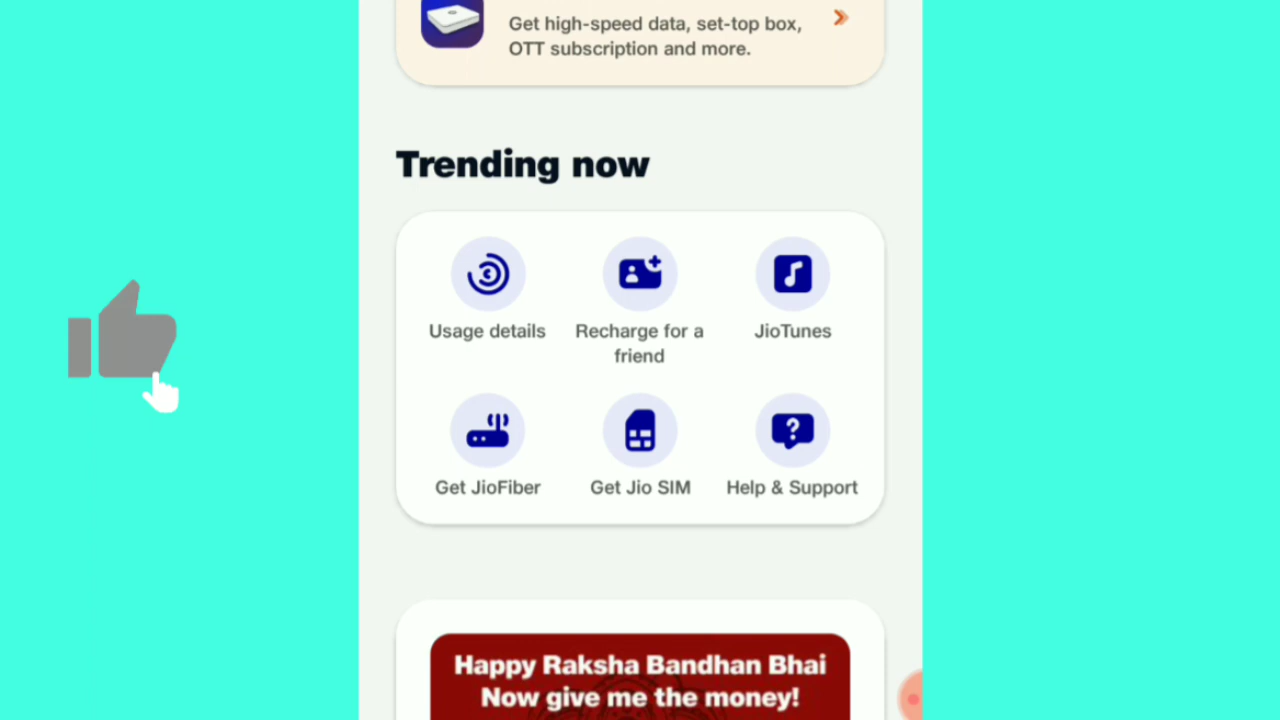 Get high-speed data, set-top box,
OTT subscription and more.
Trending now
Usage details
Recharge for a
friend
JioTunes
Get JioFiber
Get Jio SIM
Help & Support
Happy Raksha Bandhan Bhai
Now give me the money!